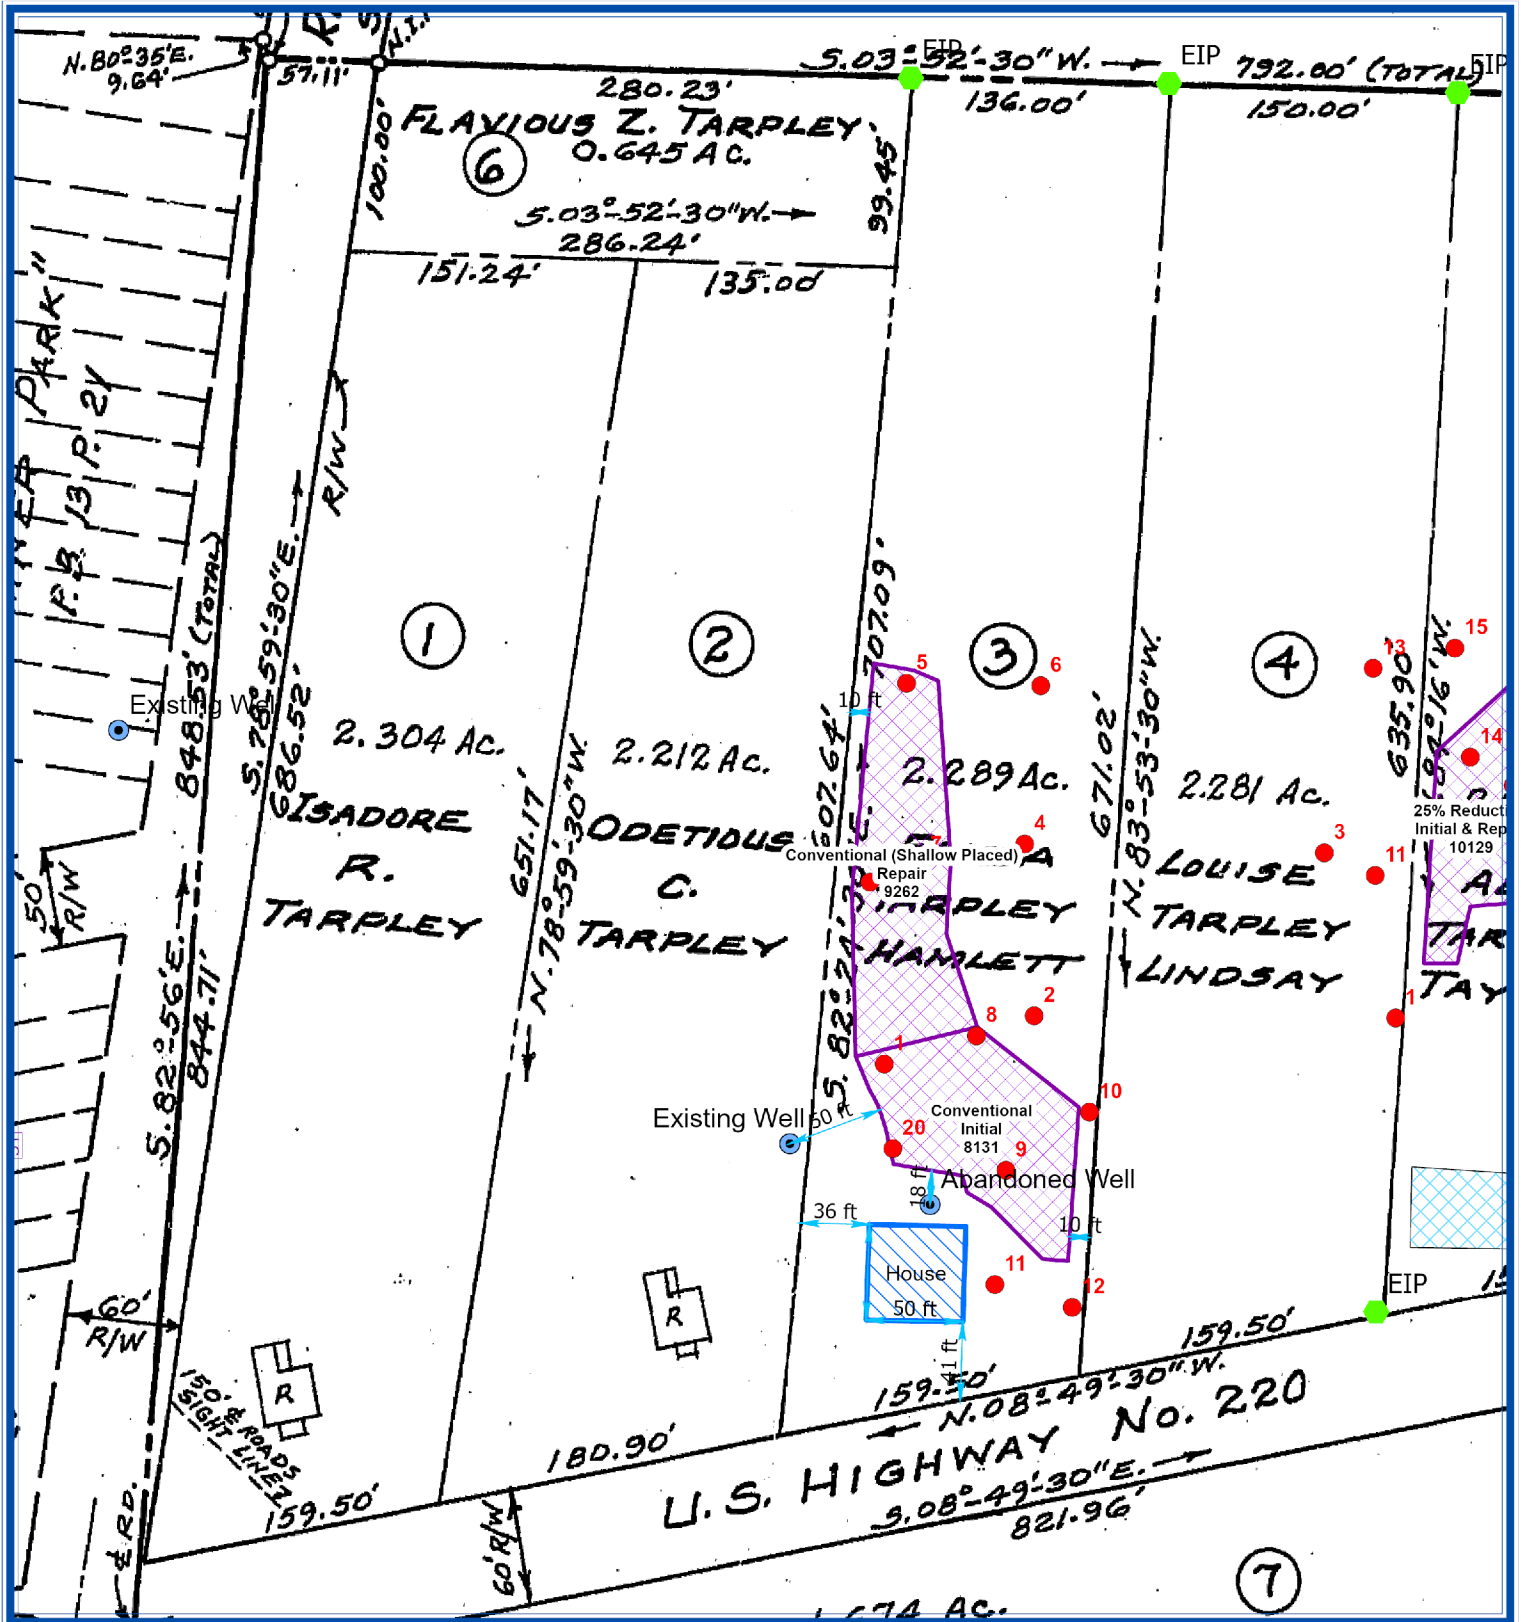 N.80°-35'E.
9.64'
57.11'
N.I.
EIP
S.03°-52'-30"W.
EIP
792.00' (TOTAL)
EIP
280.23'
136.00'
150.00'
FLAVIOUS Z. TARPLEY
6
0.645 AC.
100.00'
99.45'
S.03°-52'-30"W.
286.24'
151.24'
135.00'
PARK"
P.B. 13 P. 21
R/W
848.53' (TOTAL)
S. 78°-59'-30"E.
686.52'
1
2
3
4
707.09'
5
6
13
15
14
Existing Well
10 ft
2.304 Ac.
2.212 Ac.
2.289 Ac.
2.281 Ac.
607.64'
671.02'
N. 83°-53'-30"W.
635.90'
ISADORE
R.
TARPLEY
651.17'
N. 78°-59'-30"W.
ODETIOUS
C.
TARPLEY
Conventional (Shallow Placed)
Repair
9262
7
4
TARPLEY
HAMLETT
LOUISE
TARPLEY
LINDSAY
3
11
25% Reducti
Initial & Rep
10129
TAR
TAY
50'
R/W
S.82°-56'E.
844.71'
2
8
1
1
10
Existing Well
50 ft
20
Conventional
Initial
8131
9
18 ft
Abandoned Well
36 ft
10 ft
House
50 ft
41 ft
11
12
EIP
60'
R/W
R
R
150' ℄ ROADS
SIGHT LINE
159.50'
180.90'
159.50'
159.50'
N.08°-49'-30"W.
U.S. HIGHWAY No. 220
S.08°-49'-30"E.
821.96'
60' R/W
℄ RD.
7
AC.